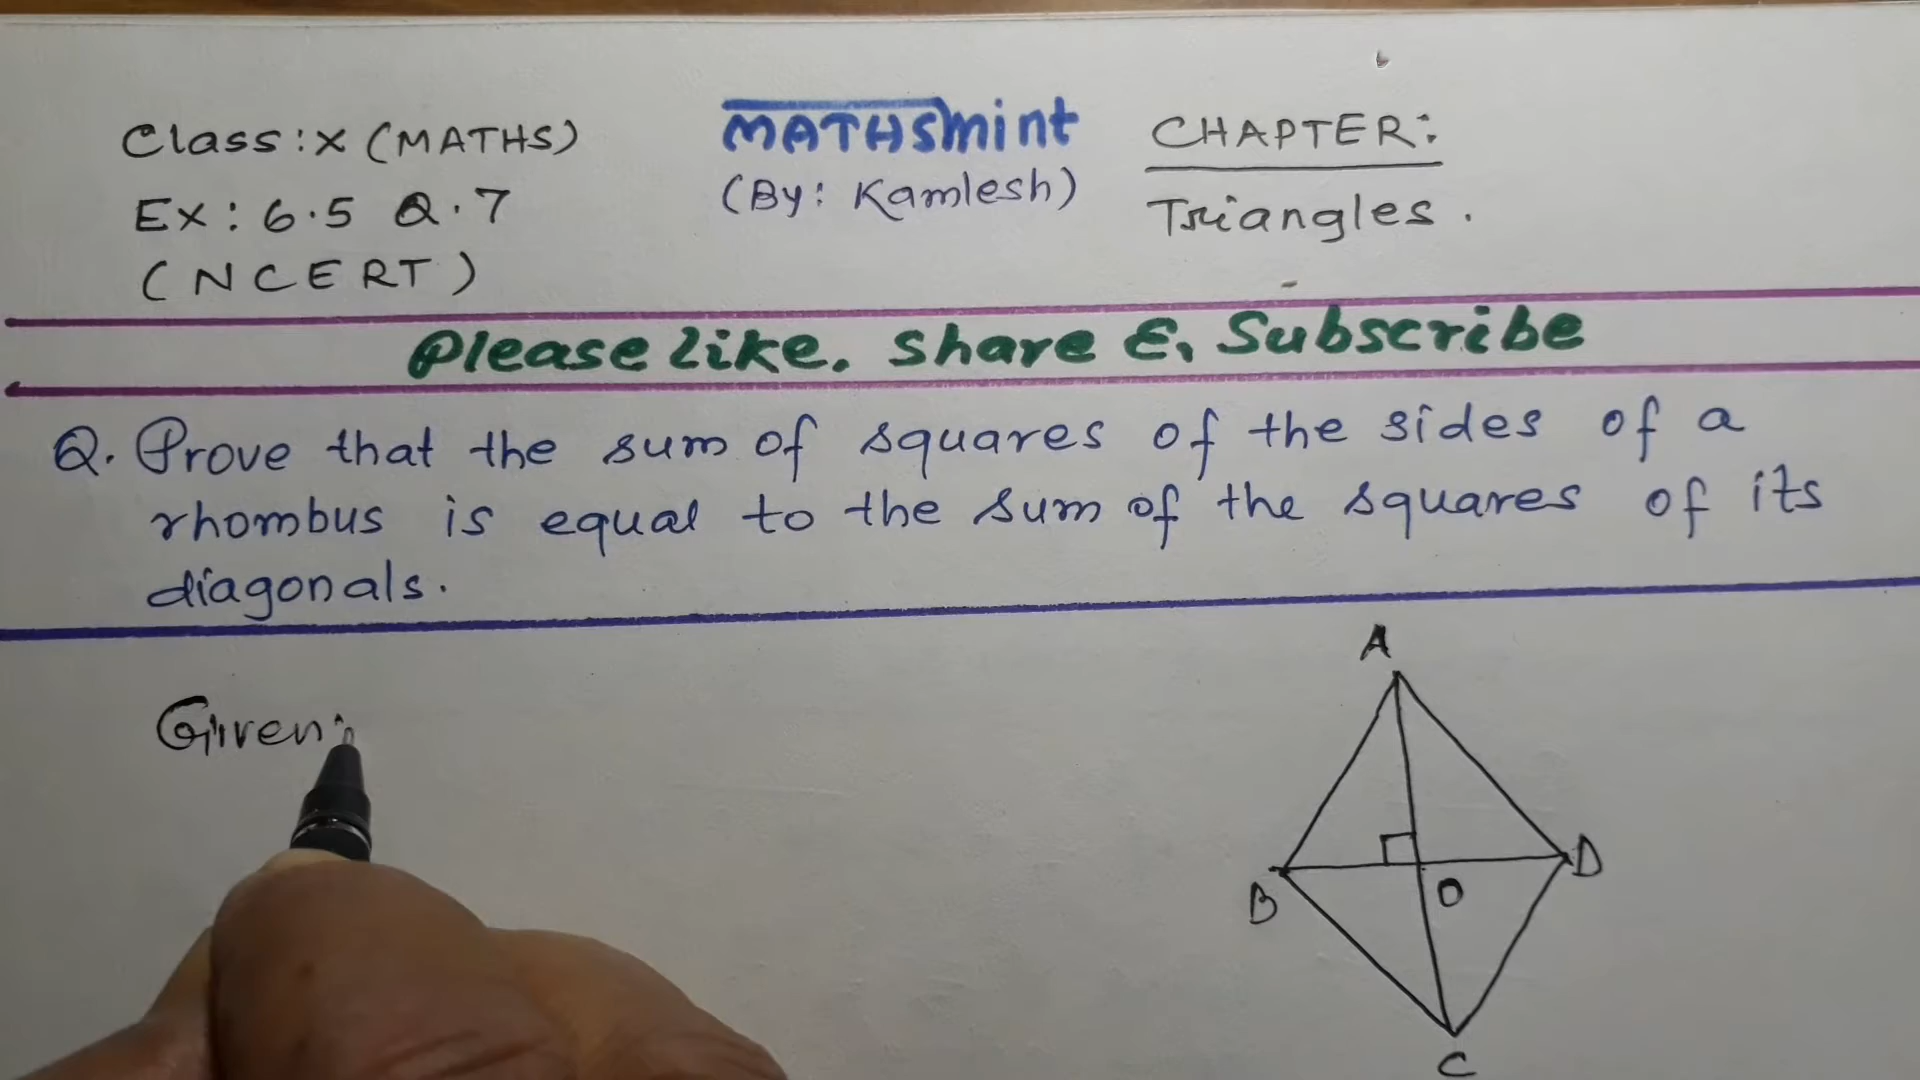 Class: X (MATHS)
Ex: 6.5 Q.7
(NCERT)
MATHSmint
(By: Kamlesh)
CHAPTER:
Triangles.
Please Like, Share & Subscribe
Q. Prove that the sum of squares of the sides of a
rhombus is equal to the sum of the squares of its
diagonals.
Given:
A
B
O
D
C